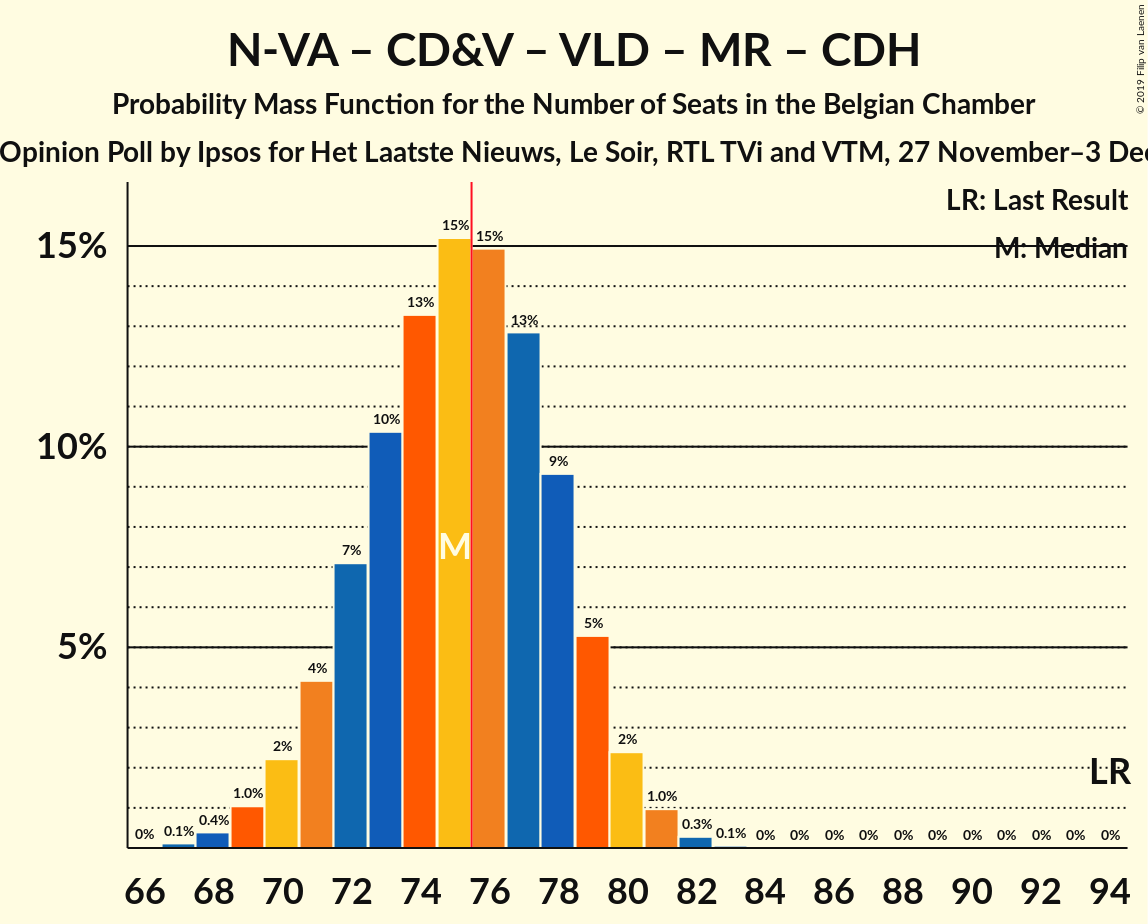 N-VA – CD&V – VLD – MR – CDH
Probability Mass Function for the Number of Seats in the Belgian Chamber
Opinion Poll by Ipsos for Het Laatste Nieuws, Le Soir, RTL TVi and VTM, 27 November–3 Dec
© 2019 Filip van Laenen
LR: Last Result
M: Median
15%
10%
5%
0% 0.1% 0.4% 1.0% 2% 4% 7% 10% 13% 15% 15% 13% 9% 5% 2% 1.0% 0.3% 0.1% 0% 0% 0% 0% 0% 0% 0% 0% 0% 0% 0%
M
LR
66 68 70 72 74 76 78 80 82 84 86 88 90 92 94